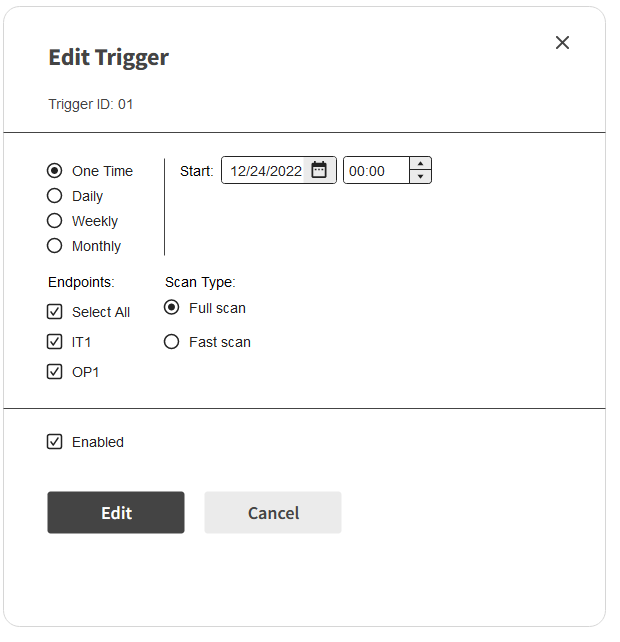 Edit Trigger
Trigger ID: 01
One Time
Start: 12/24/2022 00:00
Daily
Weekly
Monthly
Endpoints: Scan Type:
Select All Full scan
IT1 Fast scan
OP1
Enabled
Edit Cancel